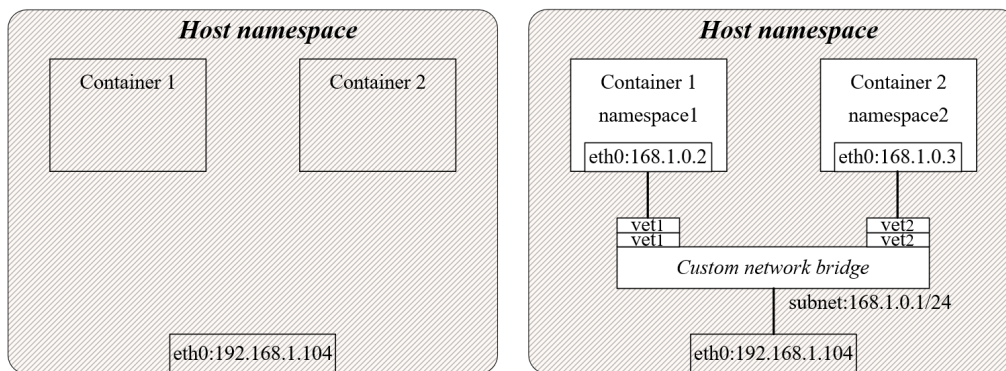 Host namespace
Container 1
Container 2
eth0:192.168.1.104
Host namespace
Container 1
namespace1
eth0:168.1.0.2
Container 2
namespace2
eth0:168.1.0.3
vet1
vet1
vet2
vet2
Custom network bridge
subnet:168.1.0.1/24
eth0:192.168.1.104